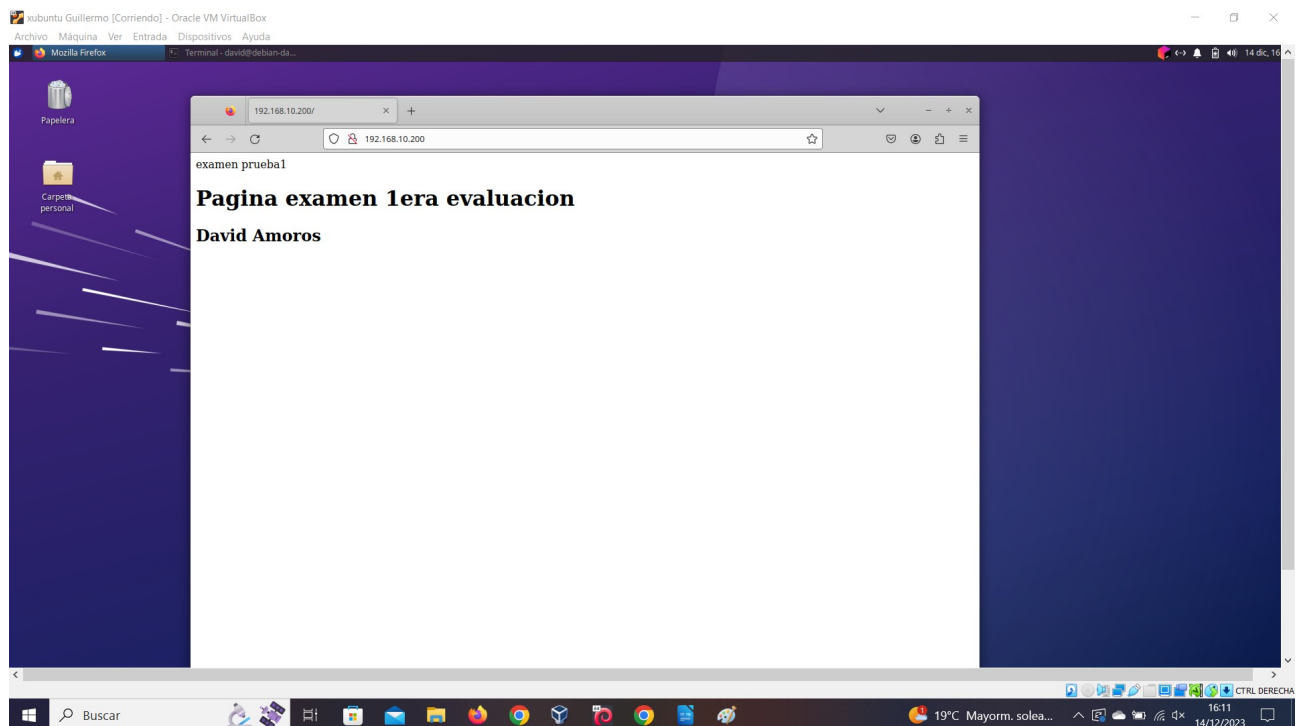 xubuntu Guillermo [Corriendo] - Oracle VM VirtualBox
Archivo Máquina Ver Entrada Dispositivos Ayuda
Mozilla Firefox
Terminal - david@debian-da...
14 dic, 16
Papelera
Carpeta personal
192.168.10.200/
192.168.10.200
examen prueba1
Pagina examen 1era evaluacion
David Amoros
CTRL DERECHA
Buscar
19°C Mayorm. solea...
16:11
14/12/2023